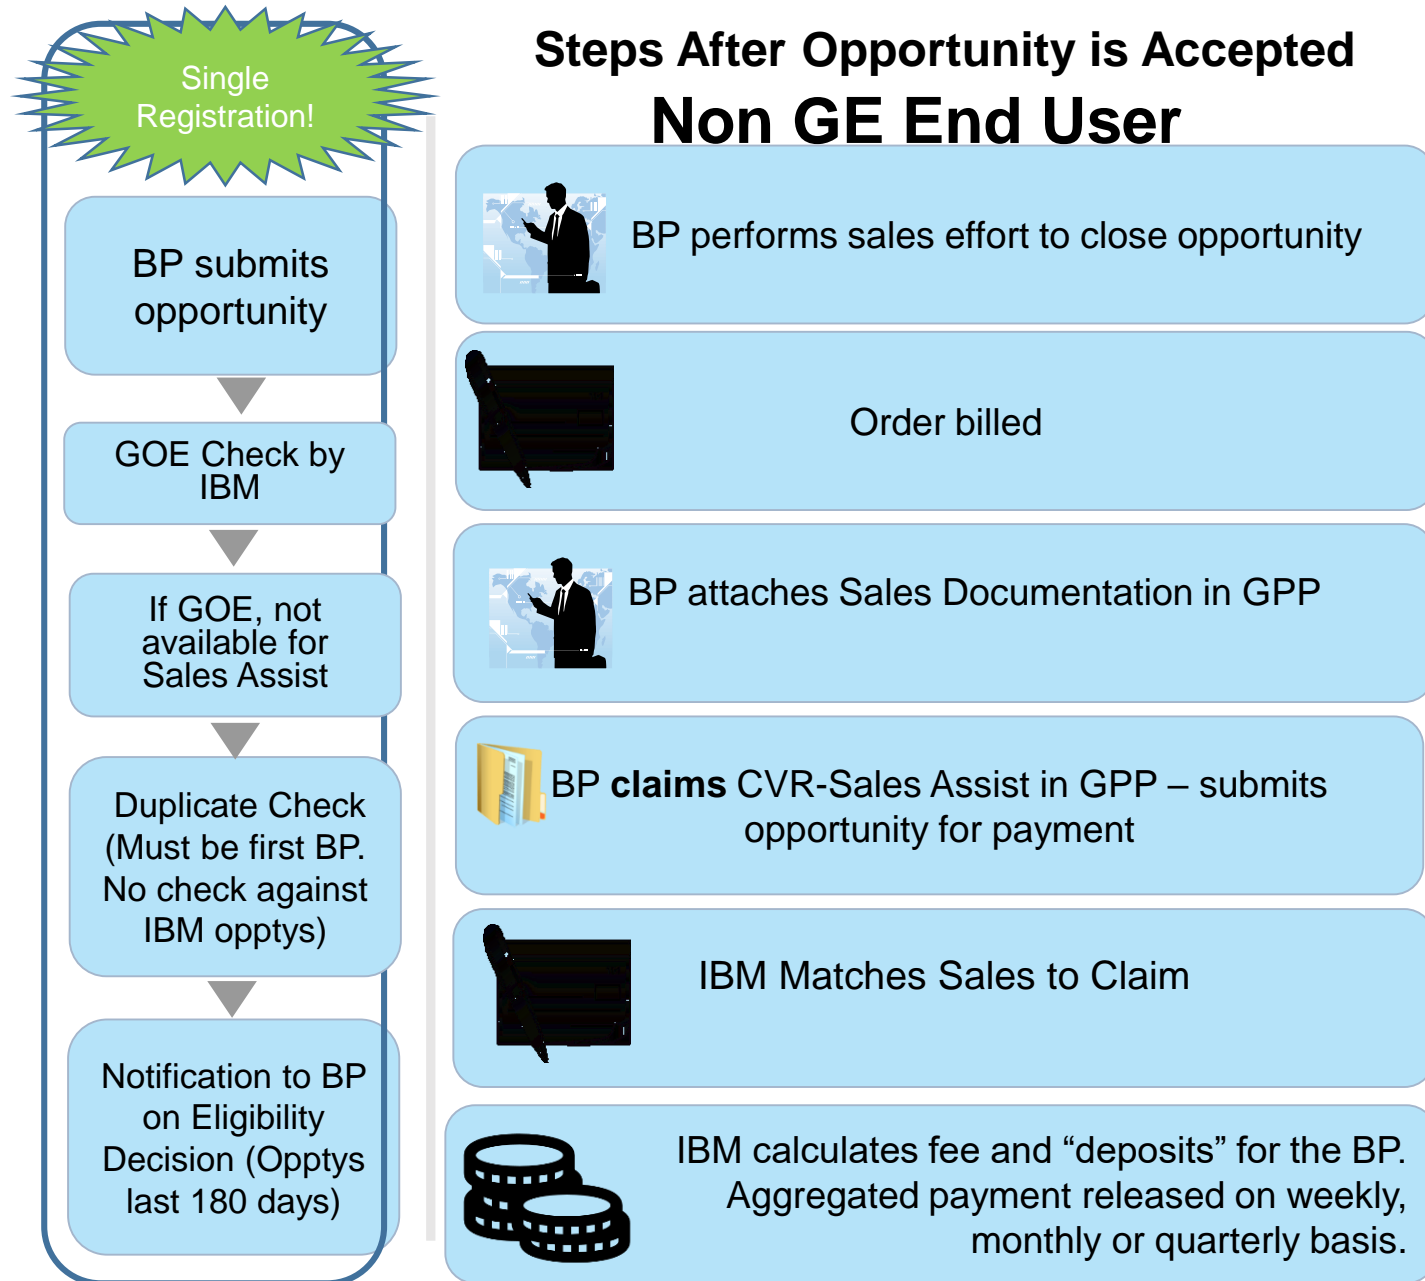 Single
Registration!
BP submits
opportunity
GOE Check by
IBM
If GOE, not
available for
Sales Assist
Duplicate Check
(Must be first BP.
No check against
IBM opptys)
Notification to BP
on Eligibility
Decision (Opptys
last 180 days)
Steps After Opportunity is Accepted
Non GE End User
BP performs sales effort to close opportunity
Order billed
BP attaches Sales Documentation in GPP
BP claims CVR-Sales Assist in GPP – submits
opportunity for payment
IBM Matches Sales to Claim
IBM calculates fee and “deposits” for the BP.
Aggregated payment released on weekly,
monthly or quarterly basis.